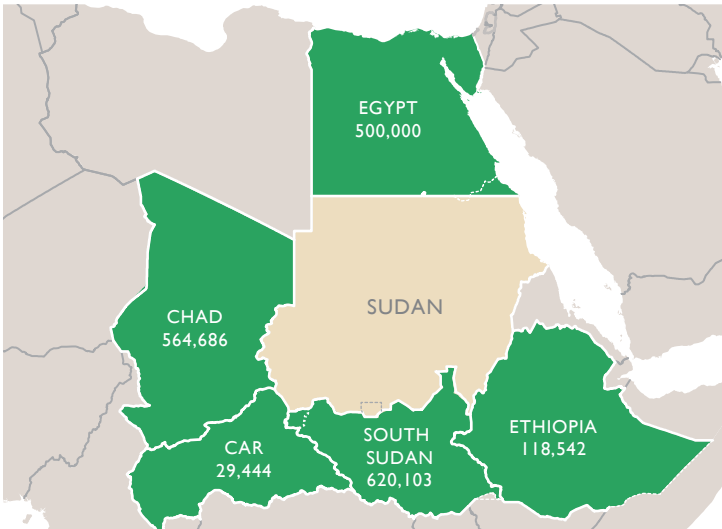 EGYPT
500,000
SUDAN
CHAD
564,686
CAR
29,444
SOUTH
SUDAN
620,103
ETHIOPIA
118,542